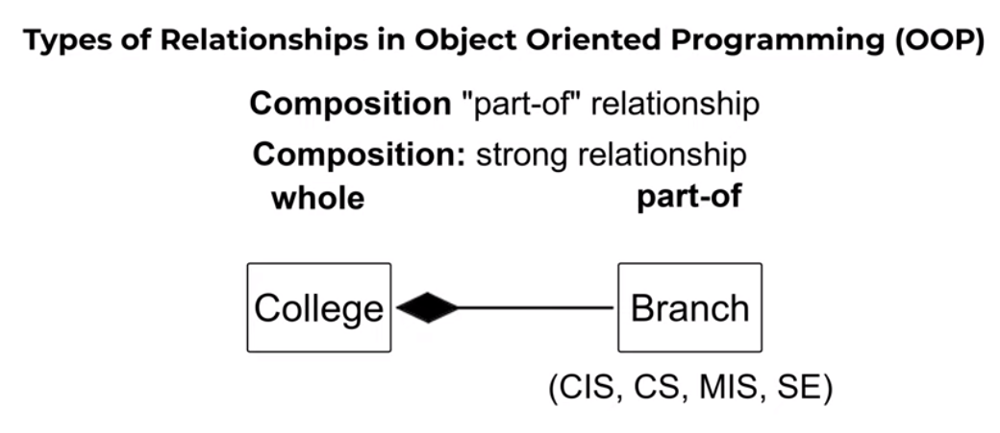 Types of Relationships in Object Oriented Programming (OOP)
Composition "part-of" relationship
Composition: strong relationship
whole part-of
College Branch
(CIS, CS, MIS, SE)